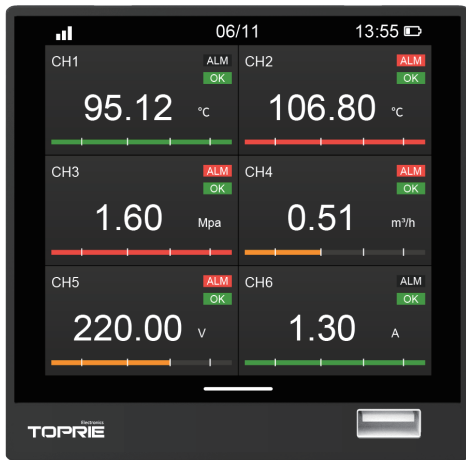 06/11 13:55
CH1 ALM CH2 ALM
OK OK
95.12 °C 106.80 °C
CH3 ALM CH4 ALM
OK OK
1.60 Mpa 0.51 m³/h
CH5 ALM CH6 ALM
OK OK
220.00 V 1.30 A
Electronics
TOPRIE